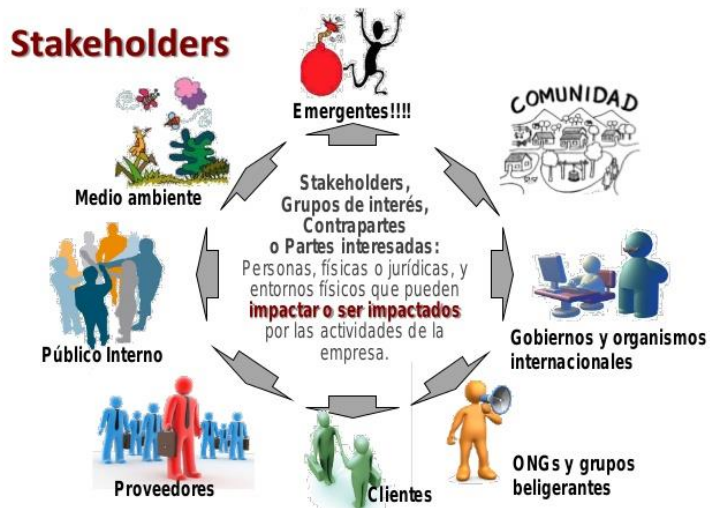 Stakeholders
Emergentes!!!!
COMUNIDAD
Medio ambiente
Stakeholders,
Grupos de interés,
Contrapartes
o Partes interesadas:
Personas, físicas o jurídicas, y
entornos físicos que pueden
impactar o ser impactados
por las actividades de la
empresa.
Público Interno
Gobiernos y organismos
internacionales
Proveedores
Clientes
ONGs y grupos
beligerantes